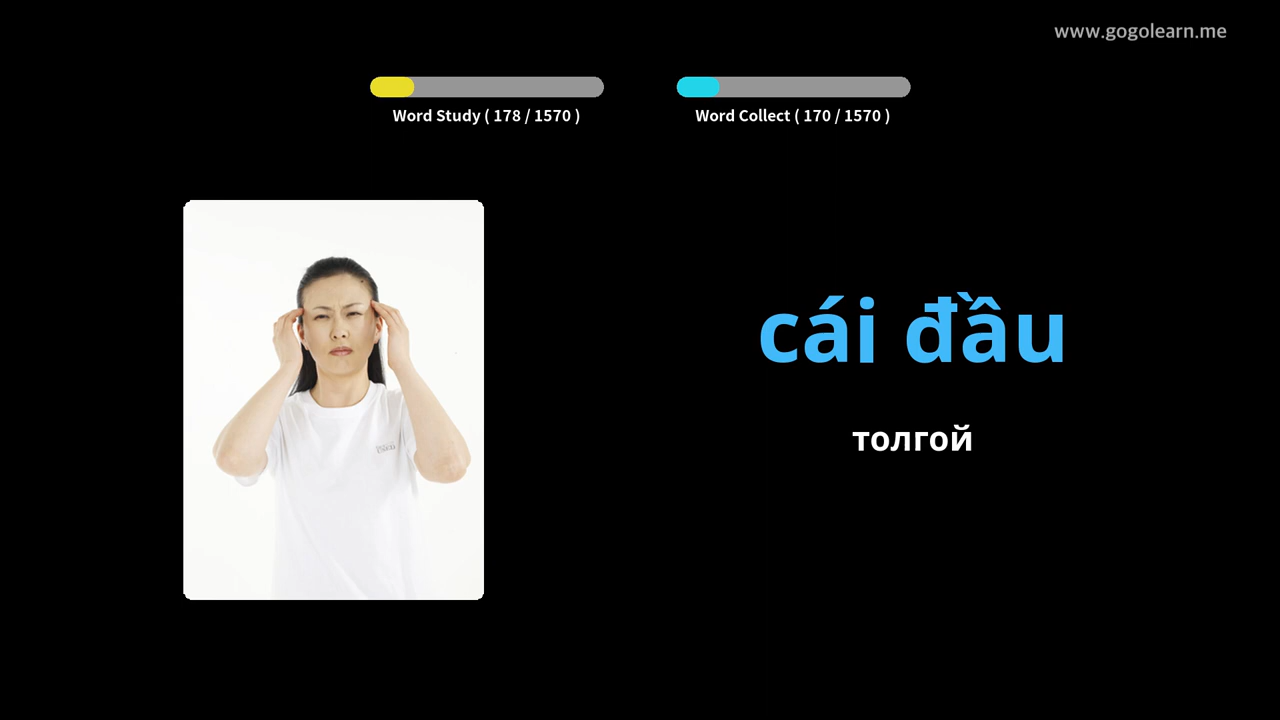 www.gogolearn.me
Word Study ( 178 / 1570 )
Word Collect ( 170 / 1570 )
cái đầu
толгой